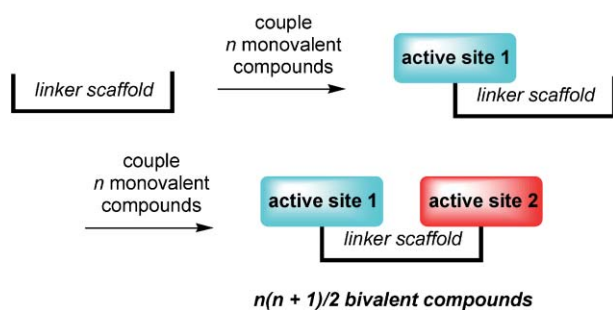 couple
n monovalent
compounds
linker scaffold
active site 1
linker scaffold
couple
n monovalent
compounds
active site 1
active site 2
linker scaffold
n(n + 1)/2 bivalent compounds